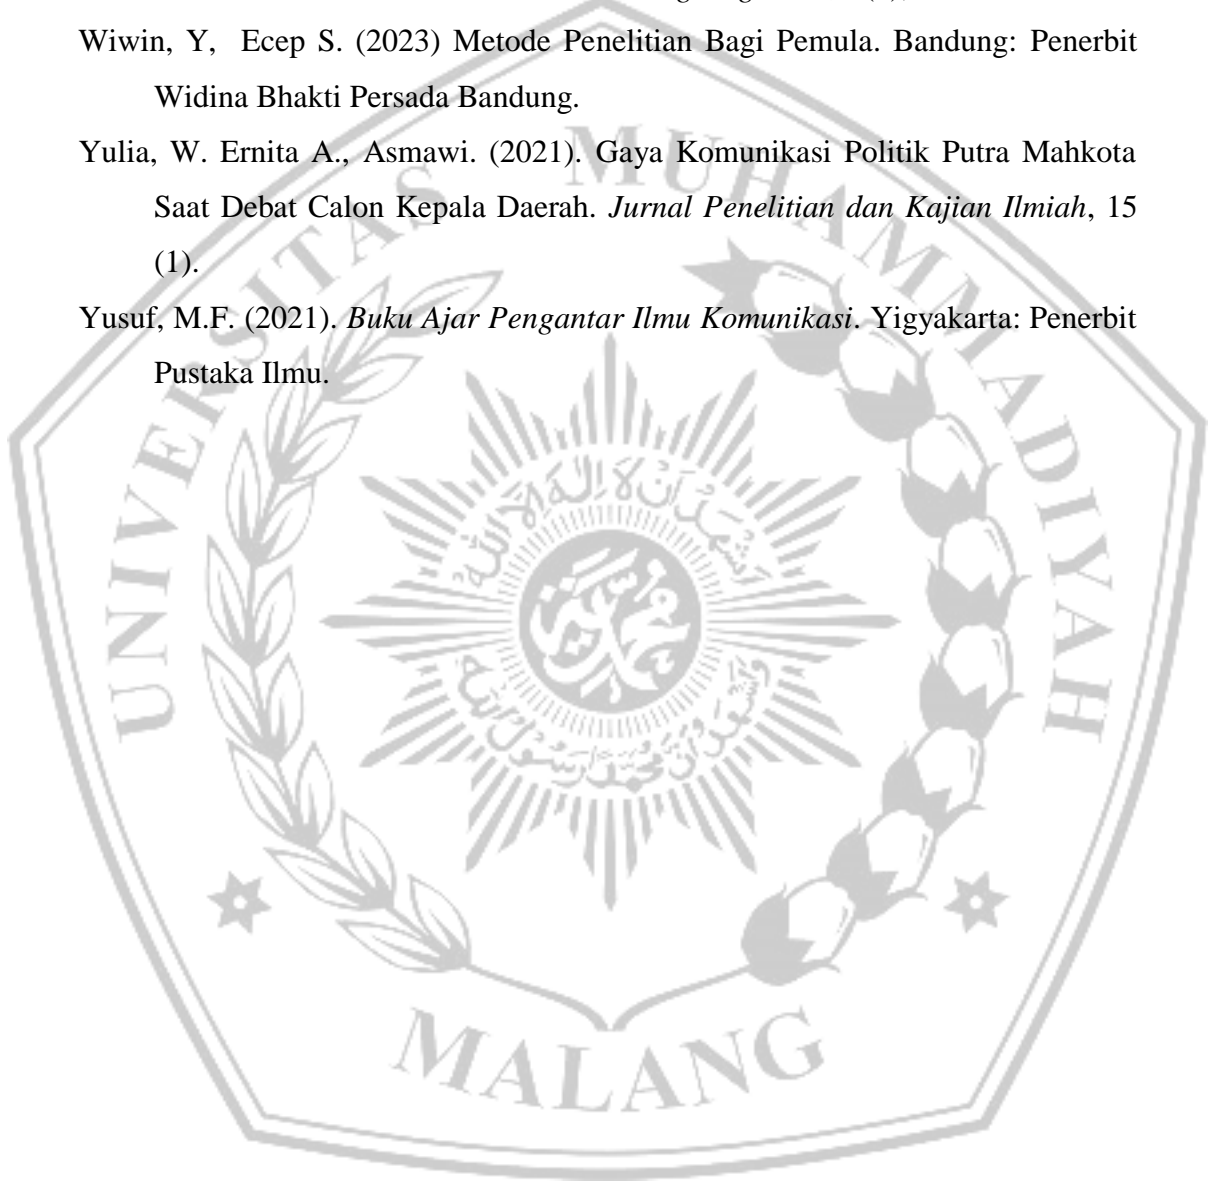 Wiwin, Y, Ecep S. (2023) Metode Penelitian Bagi Pemula. Bandung: Penerbit
Widina Bhakti Persada Bandung.
Yulia, W. Ernita A., Asmawi. (2021). Gaya Komunikasi Politik Putra Mahkota
Saat Debat Calon Kepala Daerah. Jurnal Penelitian dan Kajian Ilmiah, 15
(1).
Yusuf, M.F. (2021). Buku Ajar Pengantar Ilmu Komunikasi. Yigyakarta: Penerbit
Pustaka Ilmu.
UNIVERSITAS MUHAMMADIYAH
MALANG